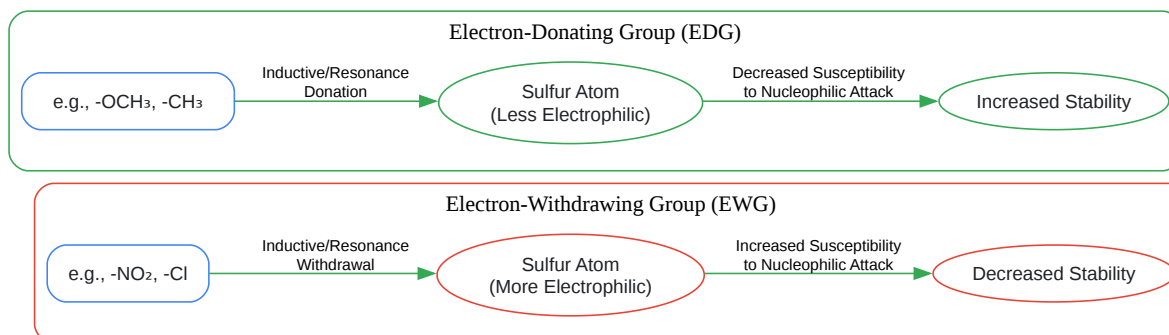 Electron-Donating Group (EDG)
e.g., -OCH₃, -CH₃
Inductive/Resonance
Donation
Sulfur Atom
(Less Electrophilic)
Decreased Susceptibility
to Nucleophilic Attack
Increased Stability
Electron-Withdrawing Group (EWG)
e.g., -NO₂, -Cl
Inductive/Resonance
Withdrawal
Sulfur Atom
(More Electrophilic)
Increased Susceptibility
to Nucleophilic Attack
Decreased Stability